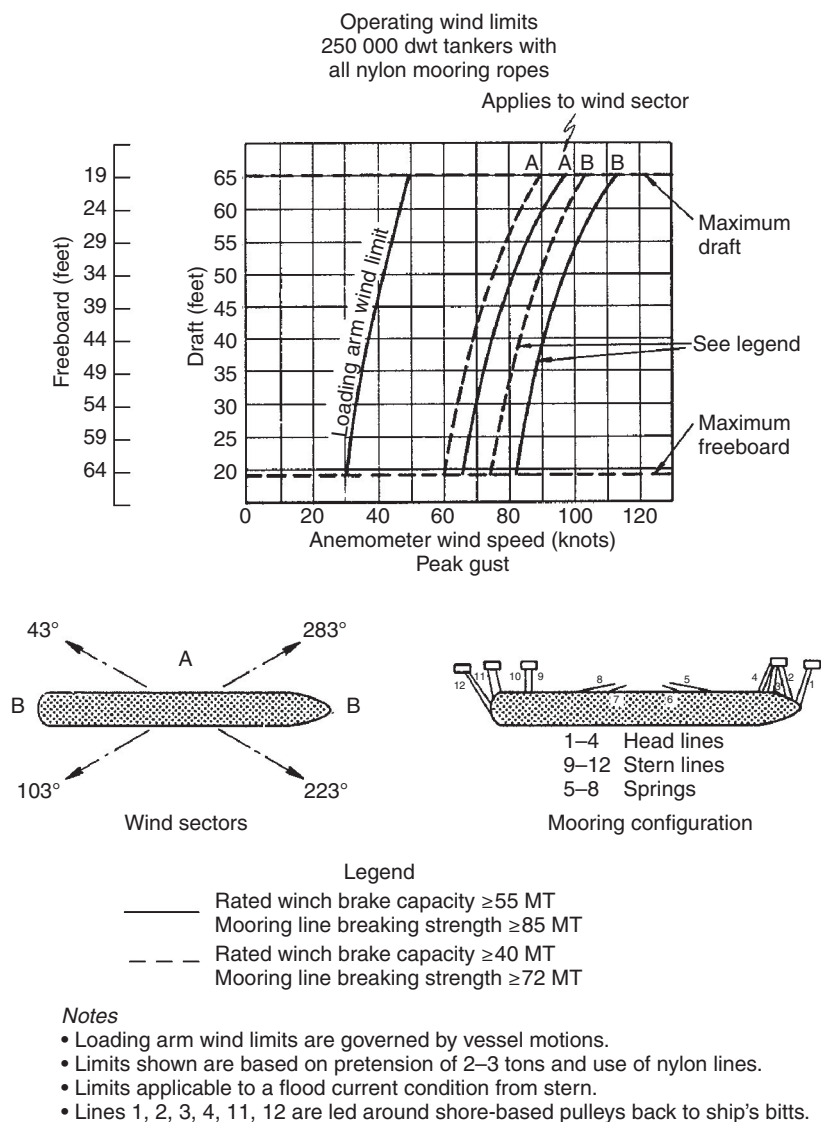 Operating wind limits
250 000 dwt tankers with
all nylon mooring ropes
Applies to wind sector
A A B B
Freeboard (feet)
19
24
29
34
39
44
49
54
59
64
Draft (feet)
65
60
55
50
45
40
35
30
25
20
Loading arm wind limit
Maximum
draft
See legend
Maximum
freeboard
0 20 40 60 80 100 120
Anemometer wind speed (knots)
Peak gust
43°
283°
A
B
B
103°
223°
Wind sectors
12 11 10 9 8 7 6 5 4 3 2 1
1–4 Head lines
9–12 Stern lines
5–8 Springs
Mooring configuration
Legend
Rated winch brake capacity ≥55 MT
Mooring line breaking strength ≥85 MT
Rated winch brake capacity ≥40 MT
Mooring line breaking strength ≥72 MT
Notes
• Loading arm wind limits are governed by vessel motions.
• Limits shown are based on pretension of 2–3 tons and use of nylon lines.
• Limits applicable to a flood current condition from stern.
• Lines 1, 2, 3, 4, 11, 12 are led around shore-based pulleys back to ship's bitts.